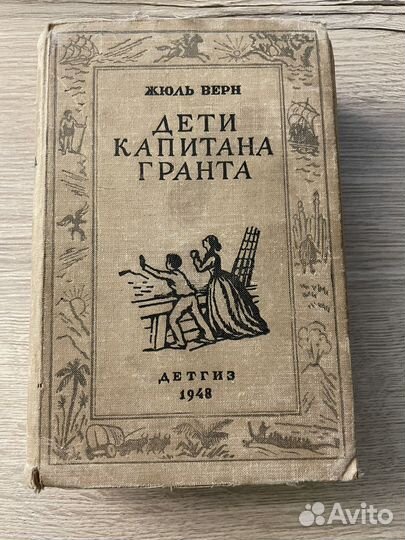 ЖЮЛЬ ВЕРН
ДЕТИ
КАПИТАНА
ГРАНТА
ДЕТГИЗ
1948
Avito